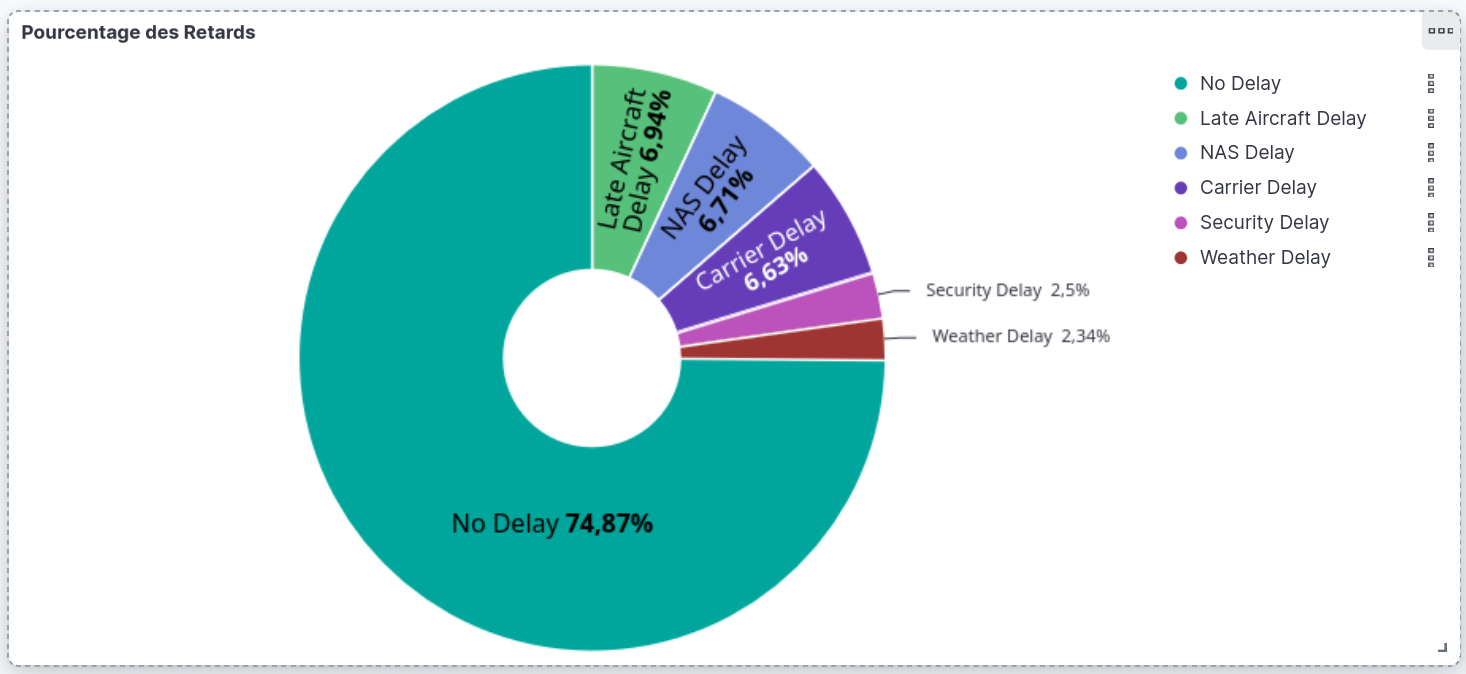 Pourcentage des Retards
Late Aircraft
Delay 6,94%
NAS Delay
6,71%
Carrier Delay
6,63%
Security Delay 2,5%
Weather Delay 2,34%
No Delay 74,87%
No Delay
Late Aircraft Delay
NAS Delay
Carrier Delay
Security Delay
Weather Delay